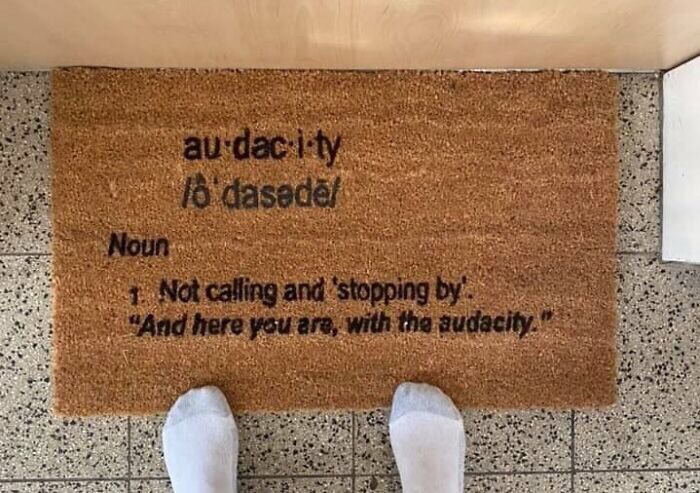 au·dac·i·ty
/ô'dasədē/
Noun
1 Not calling and 'stopping by'.
"And here you are, with the audacity."